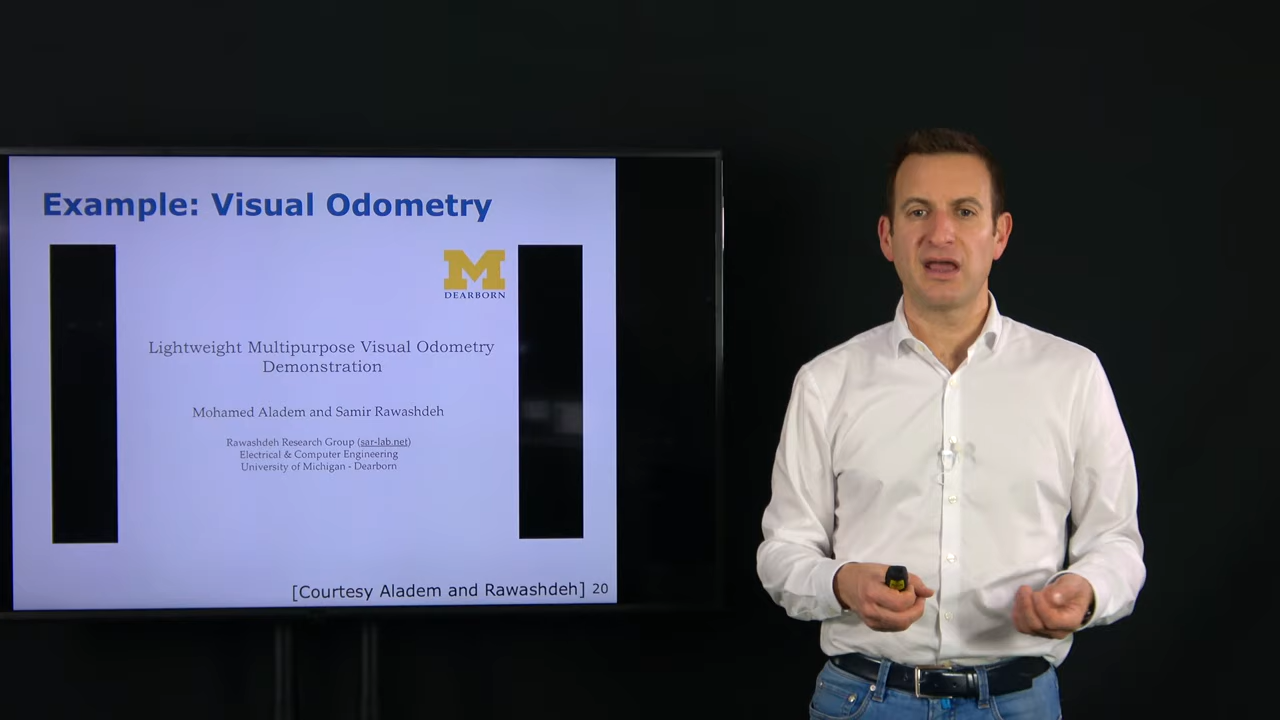 Example: Visual Odometry
M
DEARBORN
Lightweight Multipurpose Visual Odometry
Demonstration
Mohamed Aladem and Samir Rawashdeh
Rawashdeh Research Group (sar-lab.net)
Electrical & Computer Engineering
University of Michigan - Dearborn
[Courtesy Aladem and Rawashdeh] 20